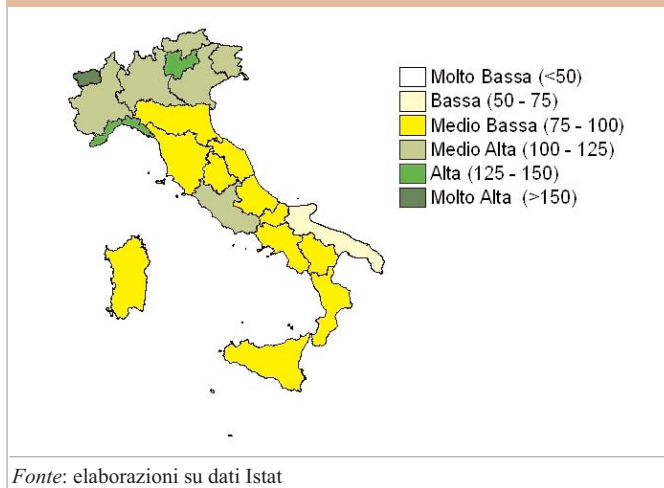 Molto Bassa (<50)
Bassa (50 - 75)
Medio Bassa (75 - 100)
Medio Alta (100 - 125)
Alta (125 - 150)
Molto Alta (>150)
Fonte: elaborazioni su dati Istat